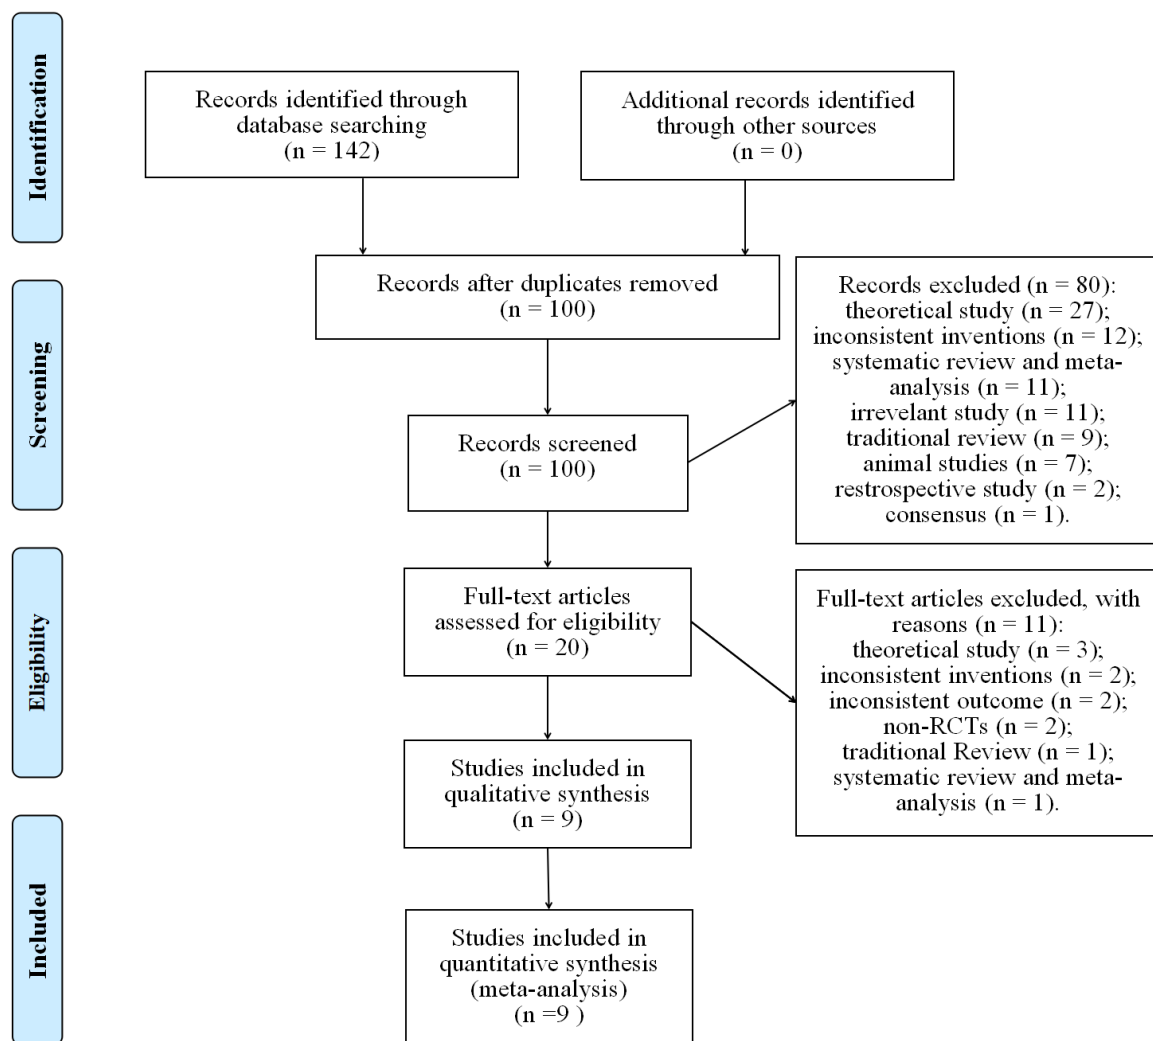 Identification
Records identified through
database searching
(n = 142)
Additional records identified
through other sources
(n = 0)
Screening
Records after duplicates removed
(n = 100)
Records screened
(n = 100)
Records excluded (n = 80):
theoretical study (n = 27);
inconsistent inventions (n = 12);
systematic review and meta-
analysis (n = 11);
irrevelant study (n = 11);
traditional review (n = 9);
animal studies (n = 7);
restrospective study (n = 2);
consensus (n = 1).
Eligibility
Full-text articles
assessed for eligibility
(n = 20)
Full-text articles excluded, with
reasons (n = 11):
theoretical study (n = 3);
inconsistent inventions (n = 2);
inconsistent outcome (n = 2);
non-RCTs (n = 2);
traditional Review (n = 1);
systematic review and meta-
analysis (n = 1).
Studies included in
qualitative synthesis
(n = 9)
Included
Studies included in
quantitative synthesis
(meta-analysis)
(n =9 )